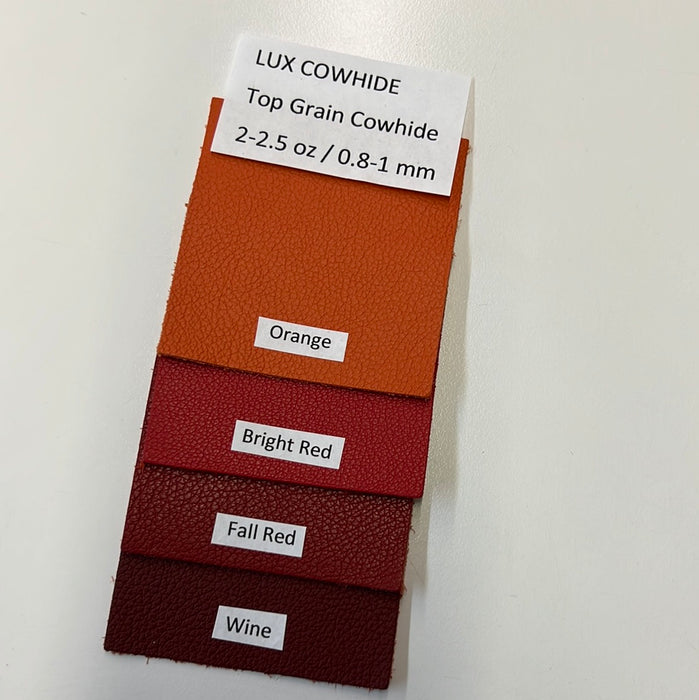 LUX COWHIDE
Top Grain Cowhide
2-2.5 oz / 0.8-1 mm
Orange
Bright Red
Fall Red
Wine